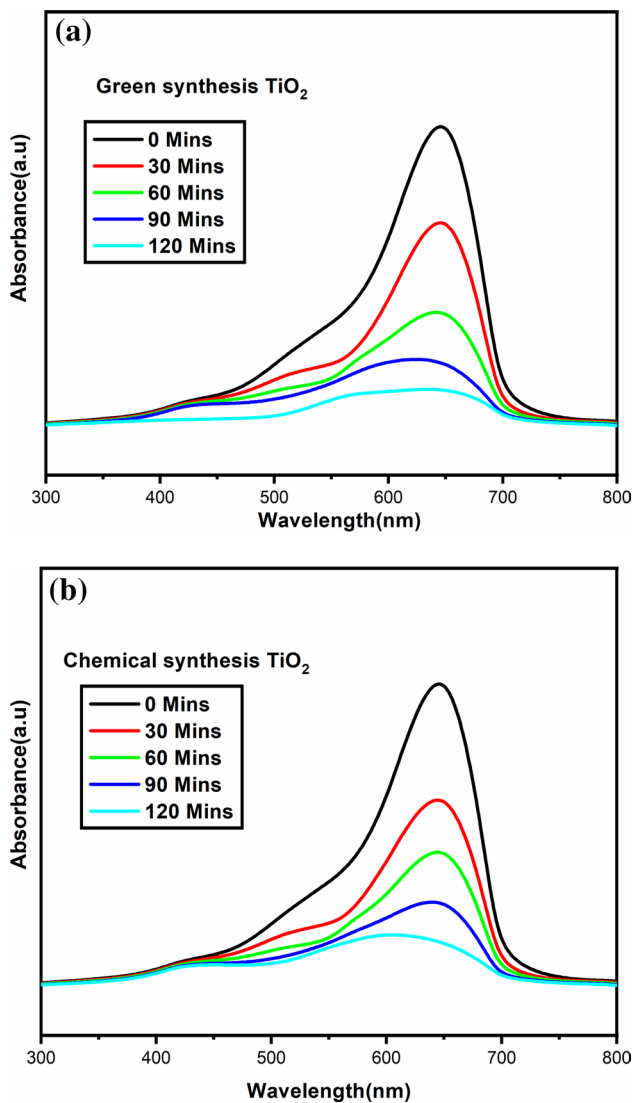 (a)
Green synthesis TiO₂
0 Mins
30 Mins
60 Mins
90 Mins
120 Mins
Absorbance(a.u)
300 400 500 600 700 800
Wavelength(nm)
(b)
Chemical synthesis TiO₂
0 Mins
30 Mins
60 Mins
90 Mins
120 Mins
Absorbance(a.u)
300 400 500 600 700 800
Wavelength(nm)